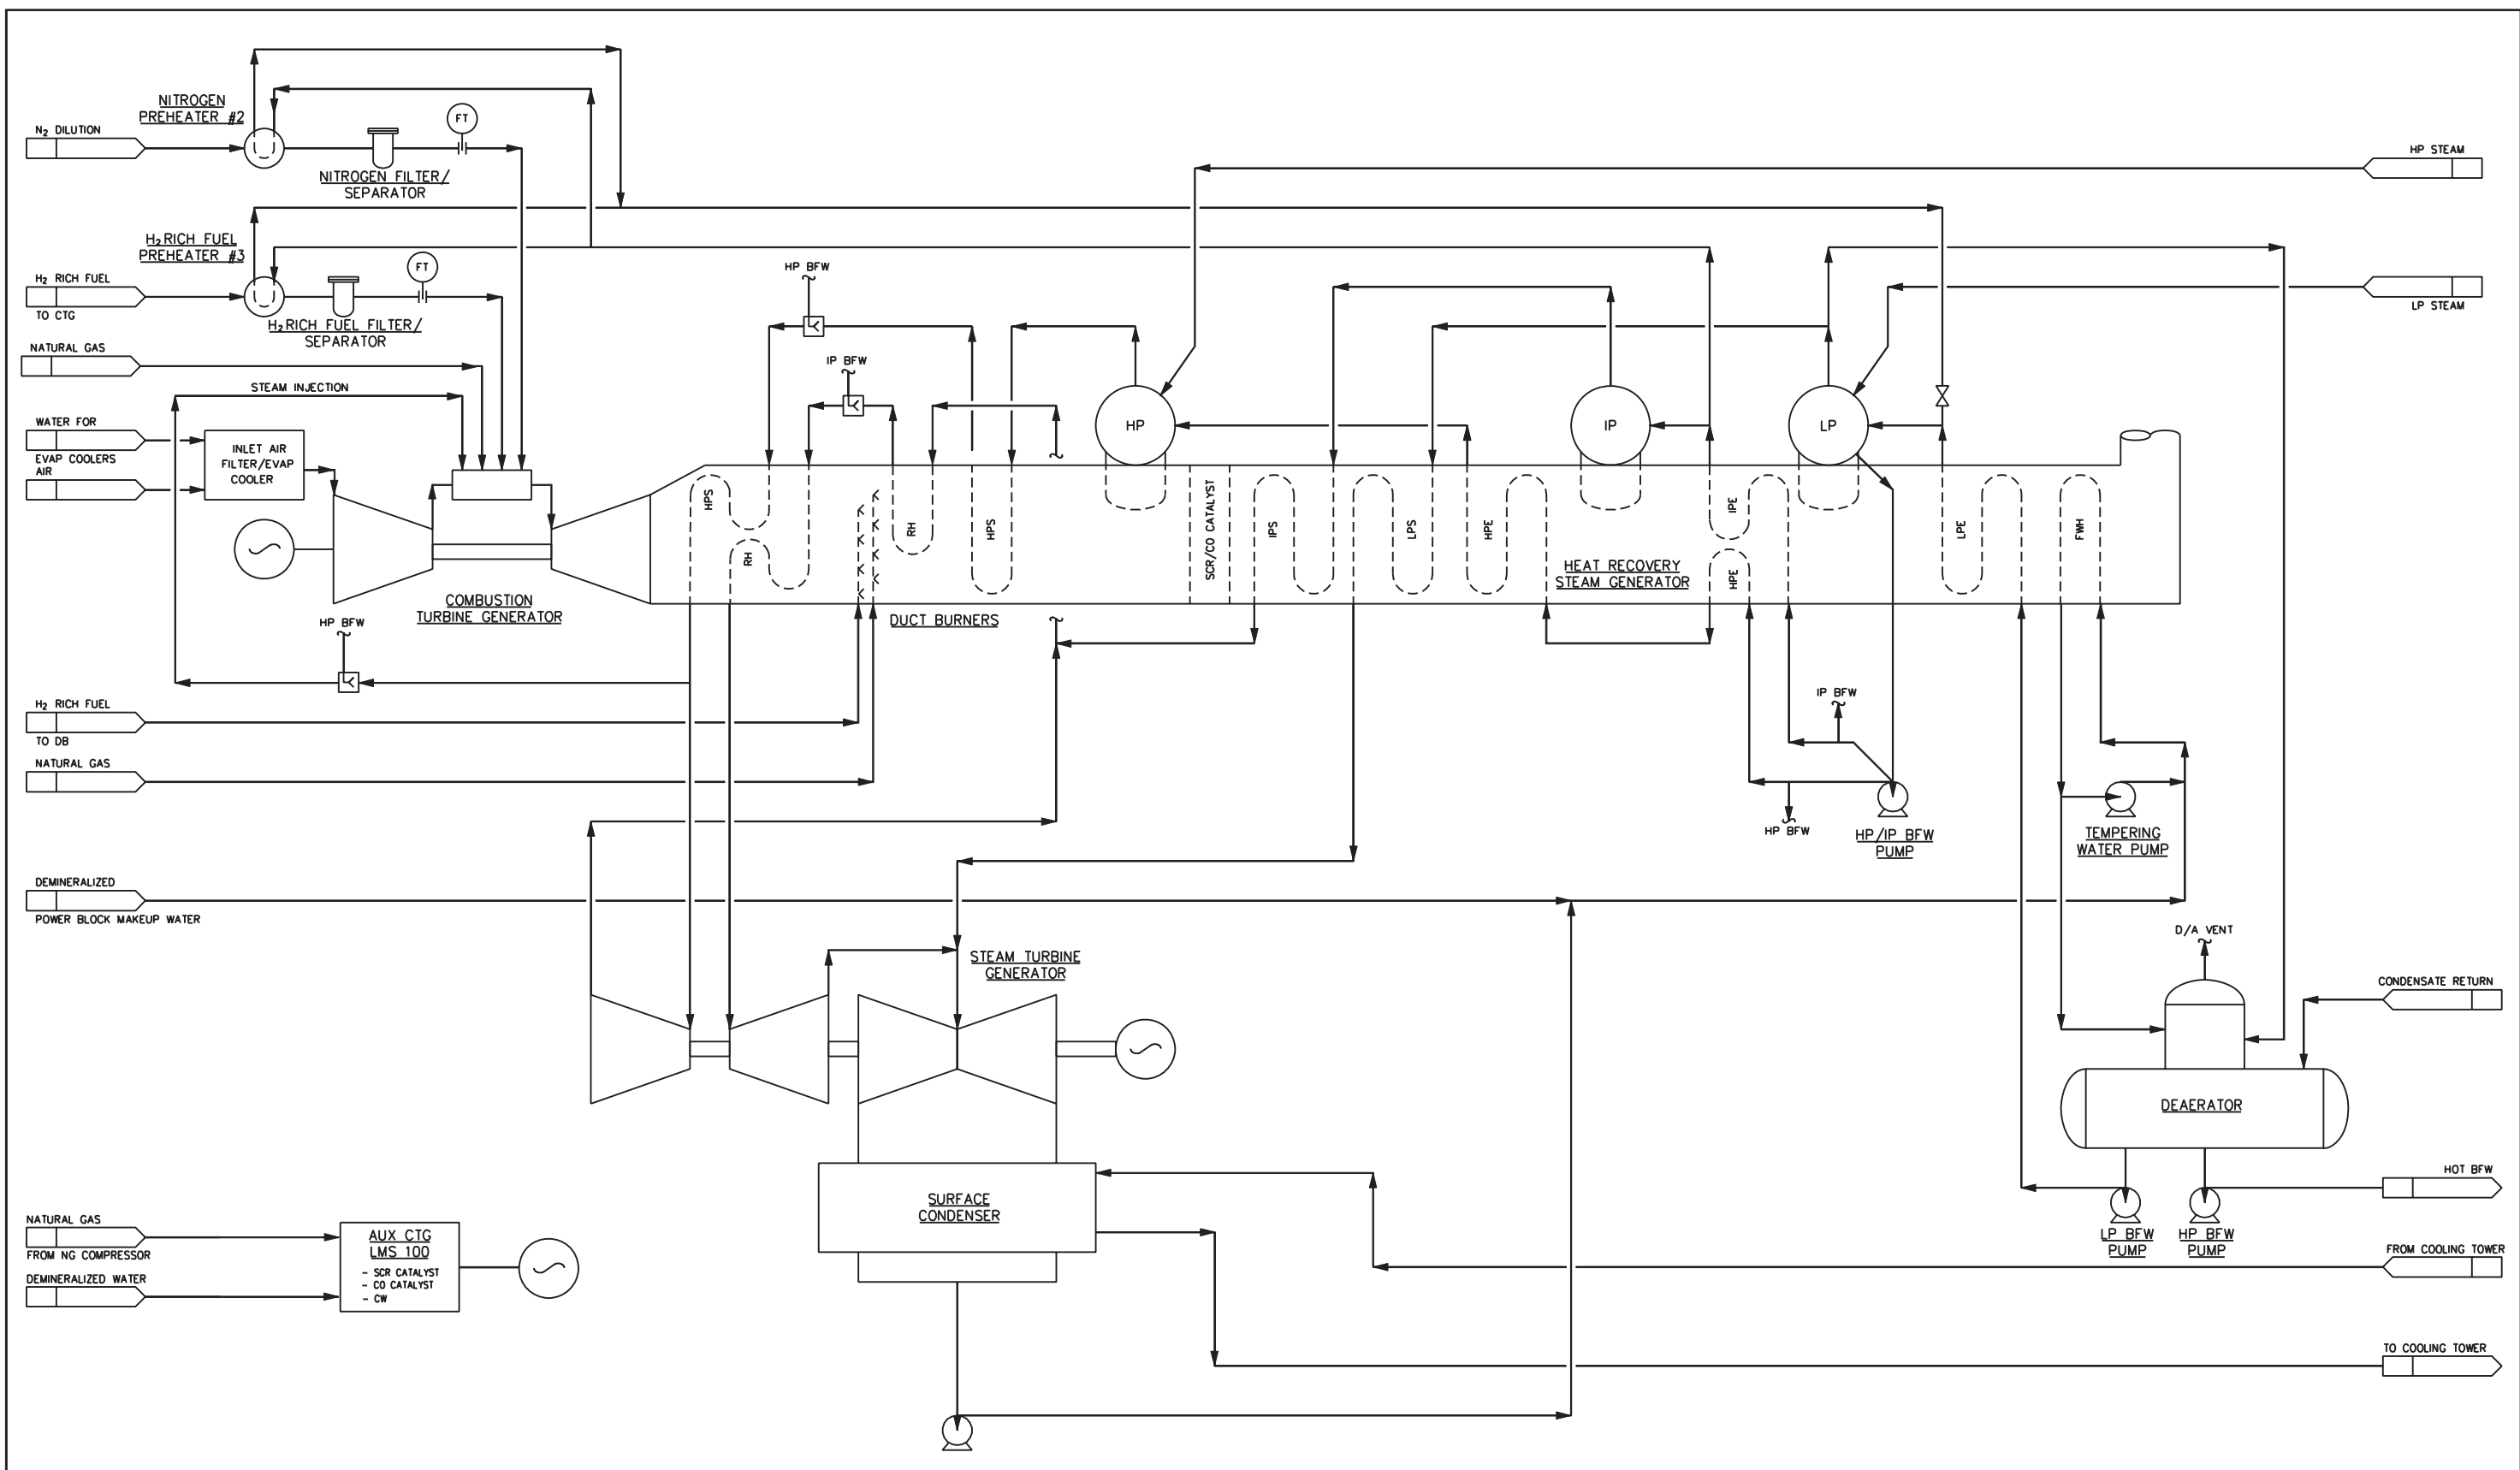 NITROGEN
PREHEATER #2
N₂ DILUTION
FT
NITROGEN FILTER/
SEPARATOR
HP STEAM
H₂RICH FUEL
PREHEATER #3
H₂ RICH FUEL
TO CTG
FT
H₂RICH FUEL FILTER/
SEPARATOR
HP BFW
LP STEAM
NATURAL GAS
IP BFW
STEAM INJECTION
WATER FOR
EVAP COOLERS
AIR
INLET AIR
FILTER/EVAP
COOLER
HP
IP
LP
HPS
RH
RH
HPS
SCR/CO CATALYST
IPS
LPS
HPE
HEAT RECOVERY
STEAM GENERATOR
IPE
HPE
LPE
FWH
COMBUSTION
TURBINE GENERATOR
DUCT BURNERS
HP BFW
H₂ RICH FUEL
TO DB
NATURAL GAS
IP BFW
HP BFW
HP/IP BFW
PUMP
TEMPERING
WATER PUMP
DEMINERALIZED
POWER BLOCK MAKEUP WATER
STEAM TURBINE
GENERATOR
D/A VENT
CONDENSATE RETURN
DEAERATOR
HOT BFW
LP BFW
PUMP
HP BFW
PUMP
SURFACE
CONDENSER
NATURAL GAS
FROM NG COMPRESSOR
DEMINERALIZED WATER
AUX CTG
LMS 100
- SCR CATALYST
- CO CATALYST
- CW
FROM COOLING TOWER
TO COOLING TOWER